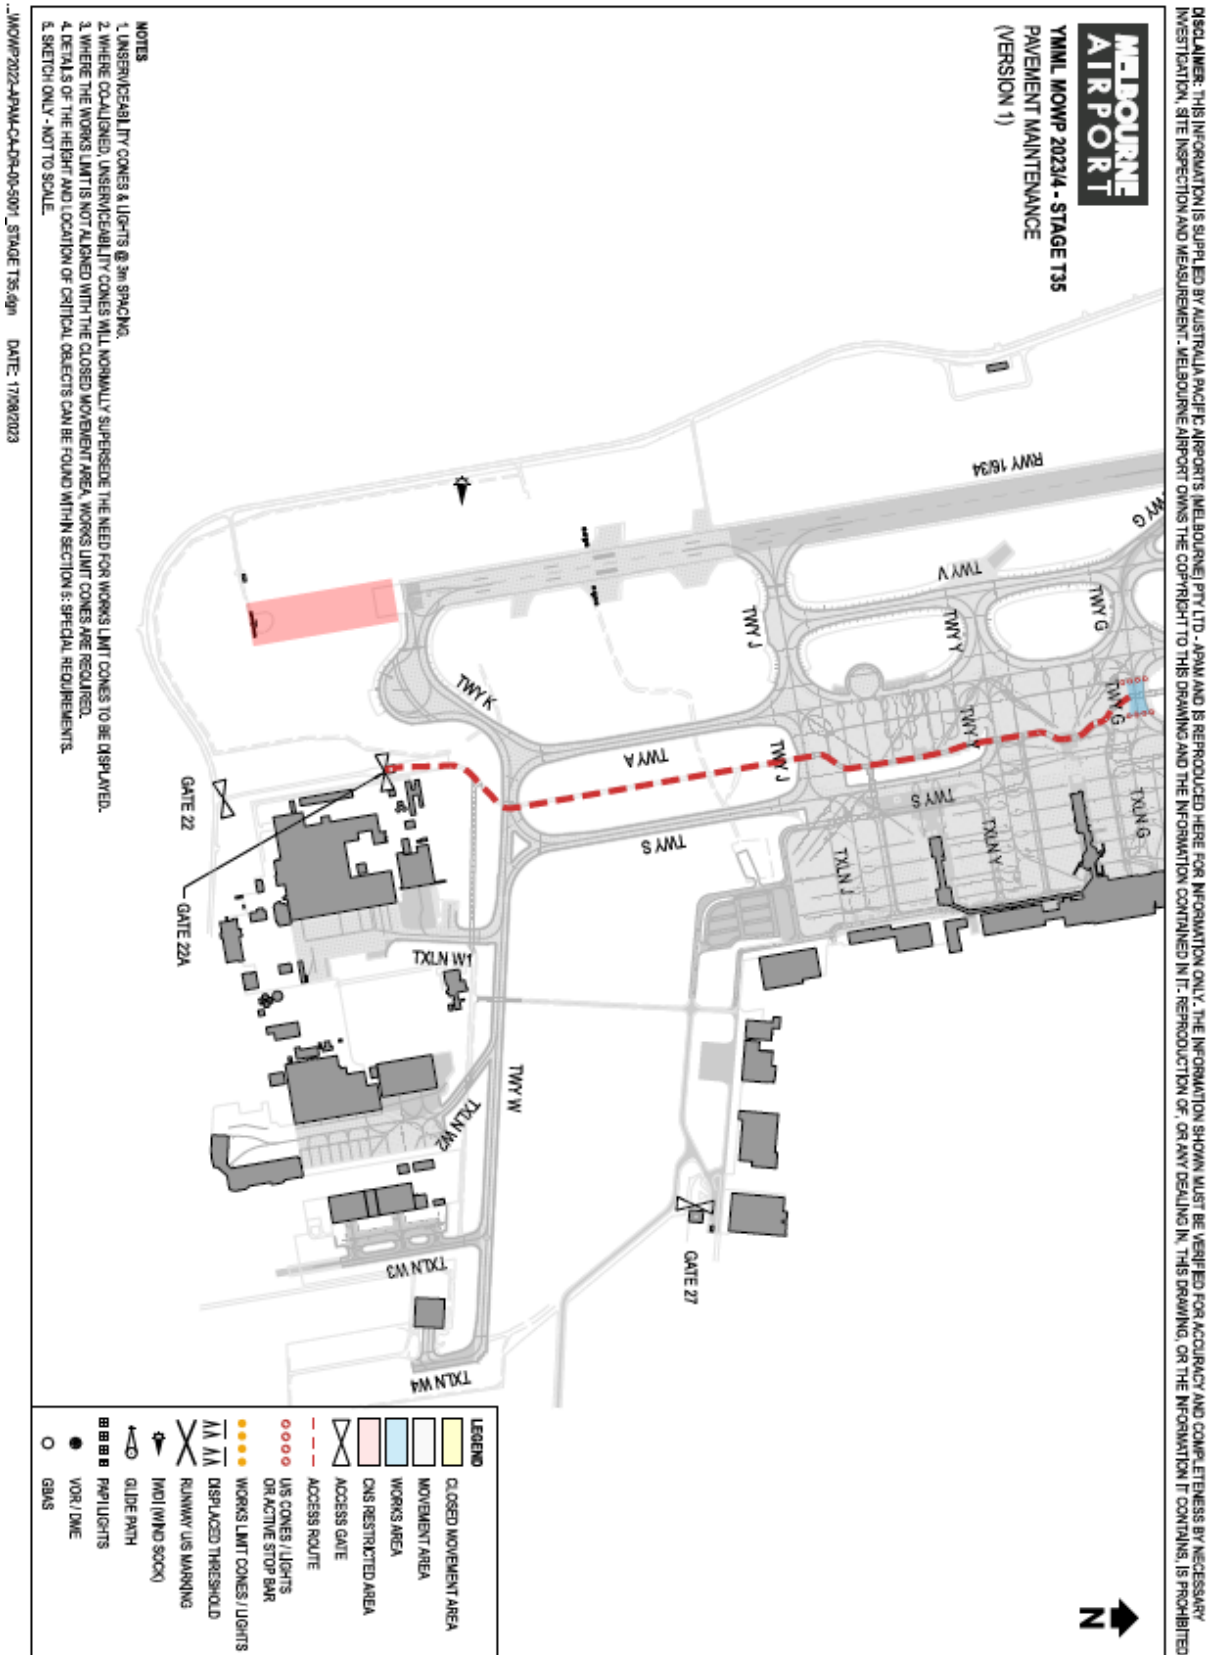 DISCLAIMER: THIS INFORMATION IS SUPPLIED BY AUSTRALIA PACIFIC AIRPORTS (MELBOURNE) PTY LTD - APAM AND IS REPRODUCED HERE FOR INFORMATION ONLY. THE INFORMATION SHOWN MUST BE VERIFIED FOR ACCURACY AND COMPLETENESS BY NECESSARY
INVESTIGATION, SITE INSPECTION AND MEASUREMENT. MELBOURNE AIRPORT OWNS THE COPYRIGHT TO THIS DRAWING AND THE INFORMATION CONTAINED IN IT. REPRODUCTION OF, OR ANY DEALING IN, THIS DRAWING, OR THE INFORMATION IT CONTAINS, IS PROHIBITED
MELBOURNE
AIRPORT
YMML MOWP 2023/4 - STAGE T35
PAVEMENT MAINTENANCE
(VERSION 1)
N
RWY 16/34
TWY G
TWY V
TWY G
TWY Y
TWY J
TWY G
TWY Y
TWY K
TWY A
TWY J
TXLN G
TWY S
TXLN Y
TWY S
TXLN J
GATE 22
GATE 22A
TXLN W1
TWY W
TXLN W2
GATE 27
TXLN W3
TXLN W4
LEGEND
CLOSED MOVEMENT AREA
MOVEMENT AREA
WORKS AREA
CNS RESTRICTED AREA
ACCESS GATE
ACCESS ROUTE
U/S CONES / LIGHTS
OR ACTIVE STOP BAR
WORKS LIMIT CONES / LIGHTS
DISPLACED THRESHOLD
RUNWAY U/S MARKING
IWDI (WIND SOCK)
GLIDE PATH
PAPI LIGHTS
VOR / DME
GBAS
NOTES
1. UNSERVICEABILITY CONES & LIGHTS @ 3m SPACING.
2. WHERE CO-ALIGNED, UNSERVICEABILITY CONES WILL NORMALLY SUPERSEDE THE NEED FOR WORKS LIMIT CONES TO BE DISPLAYED.
3. WHERE THE WORKS LIMIT IS NOT ALIGNED WITH THE CLOSED MOVEMENT AREA, WORKS LIMIT CONES ARE REQUIRED.
4. DETAILS OF THE HEIGHT AND LOCATION OF CRITICAL OBJECTS CAN BE FOUND WITHIN SECTION 5: SPECIAL REQUIREMENTS.
5. SKETCH ONLY - NOT TO SCALE.
...\MOWP2022-APAM-CA-DR-00-5001_STAGE T35.dgn DATE: 17/08/2023